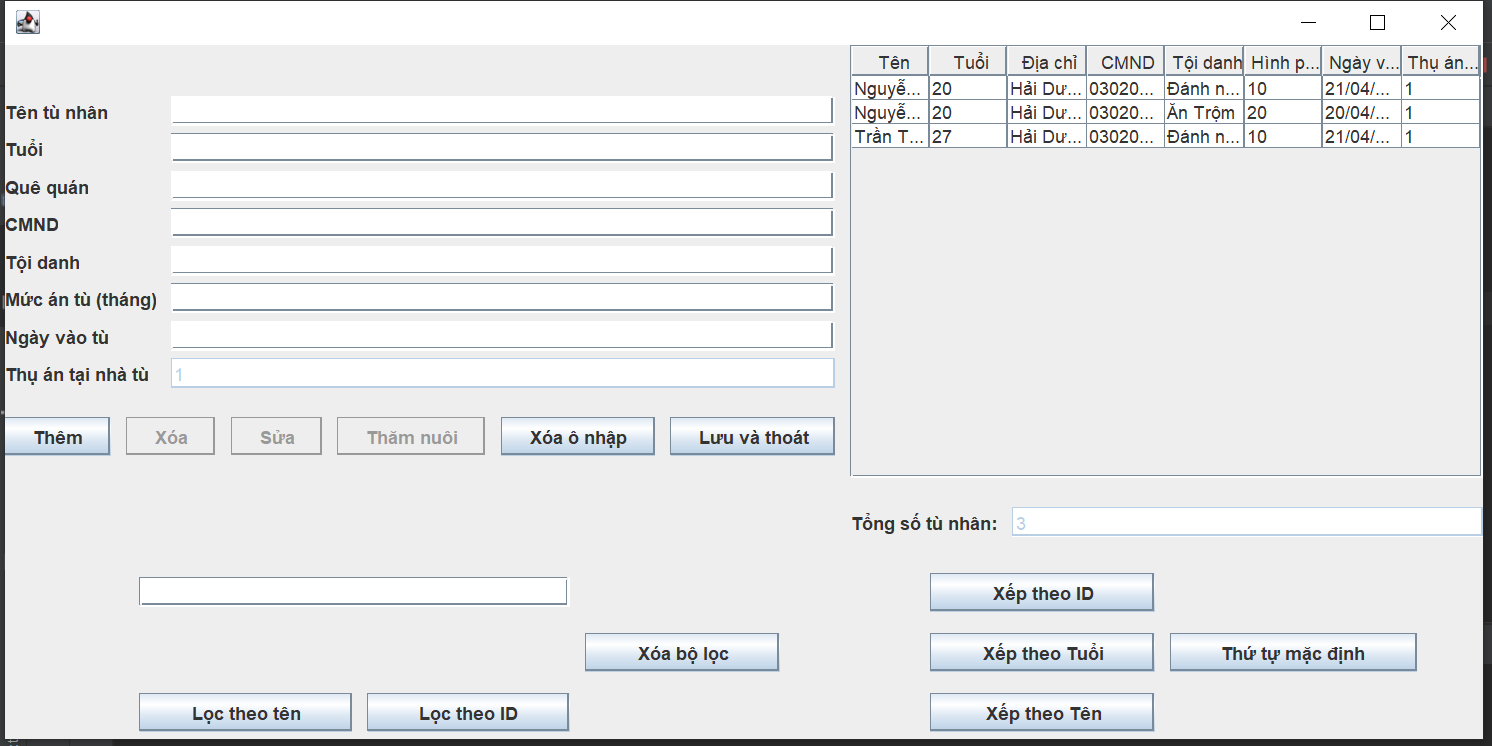 Tên tù nhân
Tuổi
Quê quán
CMND
Tội danh
Mức án tù (tháng)
Ngày vào tù
Thụ án tại nhà tù 1
Thêm Xóa Sửa Thăm nuôi Xóa ô nhập Lưu và thoát
Lọc theo tên Lọc theo ID
Xóa bộ lọc
Tên Tuổi Địa chỉ CMND Tội danh Hình p... Ngày v... Thụ án...
Nguyễ... 20 Hải Dư... 03020... Đánh n... 10 21/04/... 1
Nguyễ... 20 Hải Dư... 03020... Ăn Trộm 20 20/04/... 1
Trần T... 27 Hải Dư... 03020... Đánh n... 10 21/04/... 1
Tổng số tù nhân: 3
Xếp theo ID
Xếp theo Tuổi Thứ tự mặc định
Xếp theo Tên